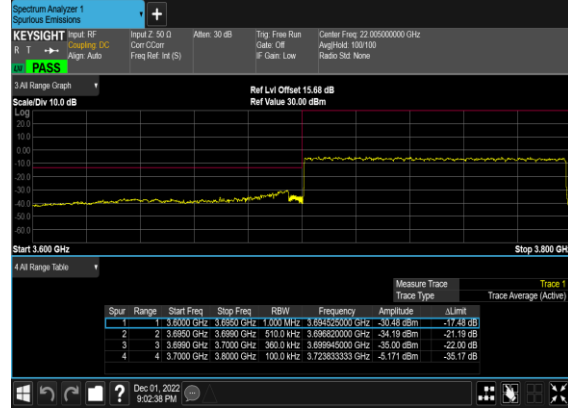 Spectrum Analyzer 1
Spurious Emissions
+
KEYSIGHT Input: RF Input Z: 50 Ω Atten: 30 dB Trig: Free Run Center Freq: 22.005000000 GHz
R T Coupling: DC Corr CCorr Gate: Off Avg|Hold: 100/100
Align: Auto Freq Ref: Int (S) IF Gain: Low Radio Std: None
PASS
3 All Range Graph
Ref Lvl Offset 15.68 dB
Scale/Div 10.0 dB Ref Value 30.00 dBm
Log
20.0
10.0
0.00
-10.0
-20.0
-30.0
-40.0
-50.0
-60.0
Start 3.600 GHz Stop 3.800 GH
4 All Range Table
Measure Trace Trace 1
Trace Type Trace Average (Active)
Spur Range Start Freq Stop Freq RBW Frequency Amplitude ΔLimit
1 1 3.6000 GHz 3.6950 GHz 1.000 MHz 3.694525000 GHz -30.48 dBm -17.48 dB
2 2 3.6950 GHz 3.6990 GHz 510.0 kHz 3.696820000 GHz -34.19 dBm -21.19 dB
3 3 3.6990 GHz 3.7000 GHz 360.0 kHz 3.699945000 GHz -35.00 dBm -22.00 dB
4 4 3.7000 GHz 3.8000 GHz 100.0 kHz 3.723833333 GHz -5.171 dBm -35.17 dB
? Dec 01, 2022
9:02:38 PM